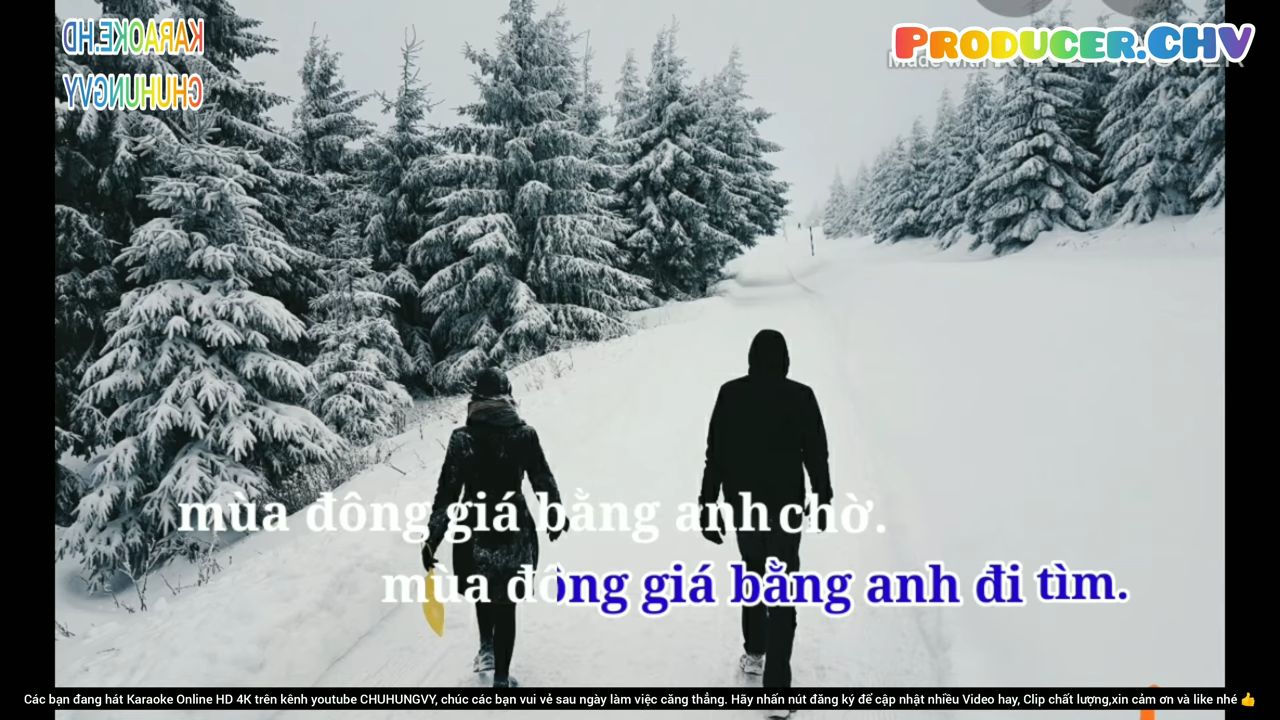 KARAOKE.HD
CHUHUNGVY
PRODUCER.CHV
Made with
mùa đông giá bằng anh chờ.
mùa đông giá bằng anh đi tìm.
Các bạn đang hát Karaoke Online HD 4K trên kênh youtube CHUHUNGVY, chúc các bạn vui vẻ sau ngày làm việc căng thẳng. Hãy nhấn nút đăng ký để cập nhật nhiều Video hay, Clip chất lượng,xin cảm ơn và like nhé 👍